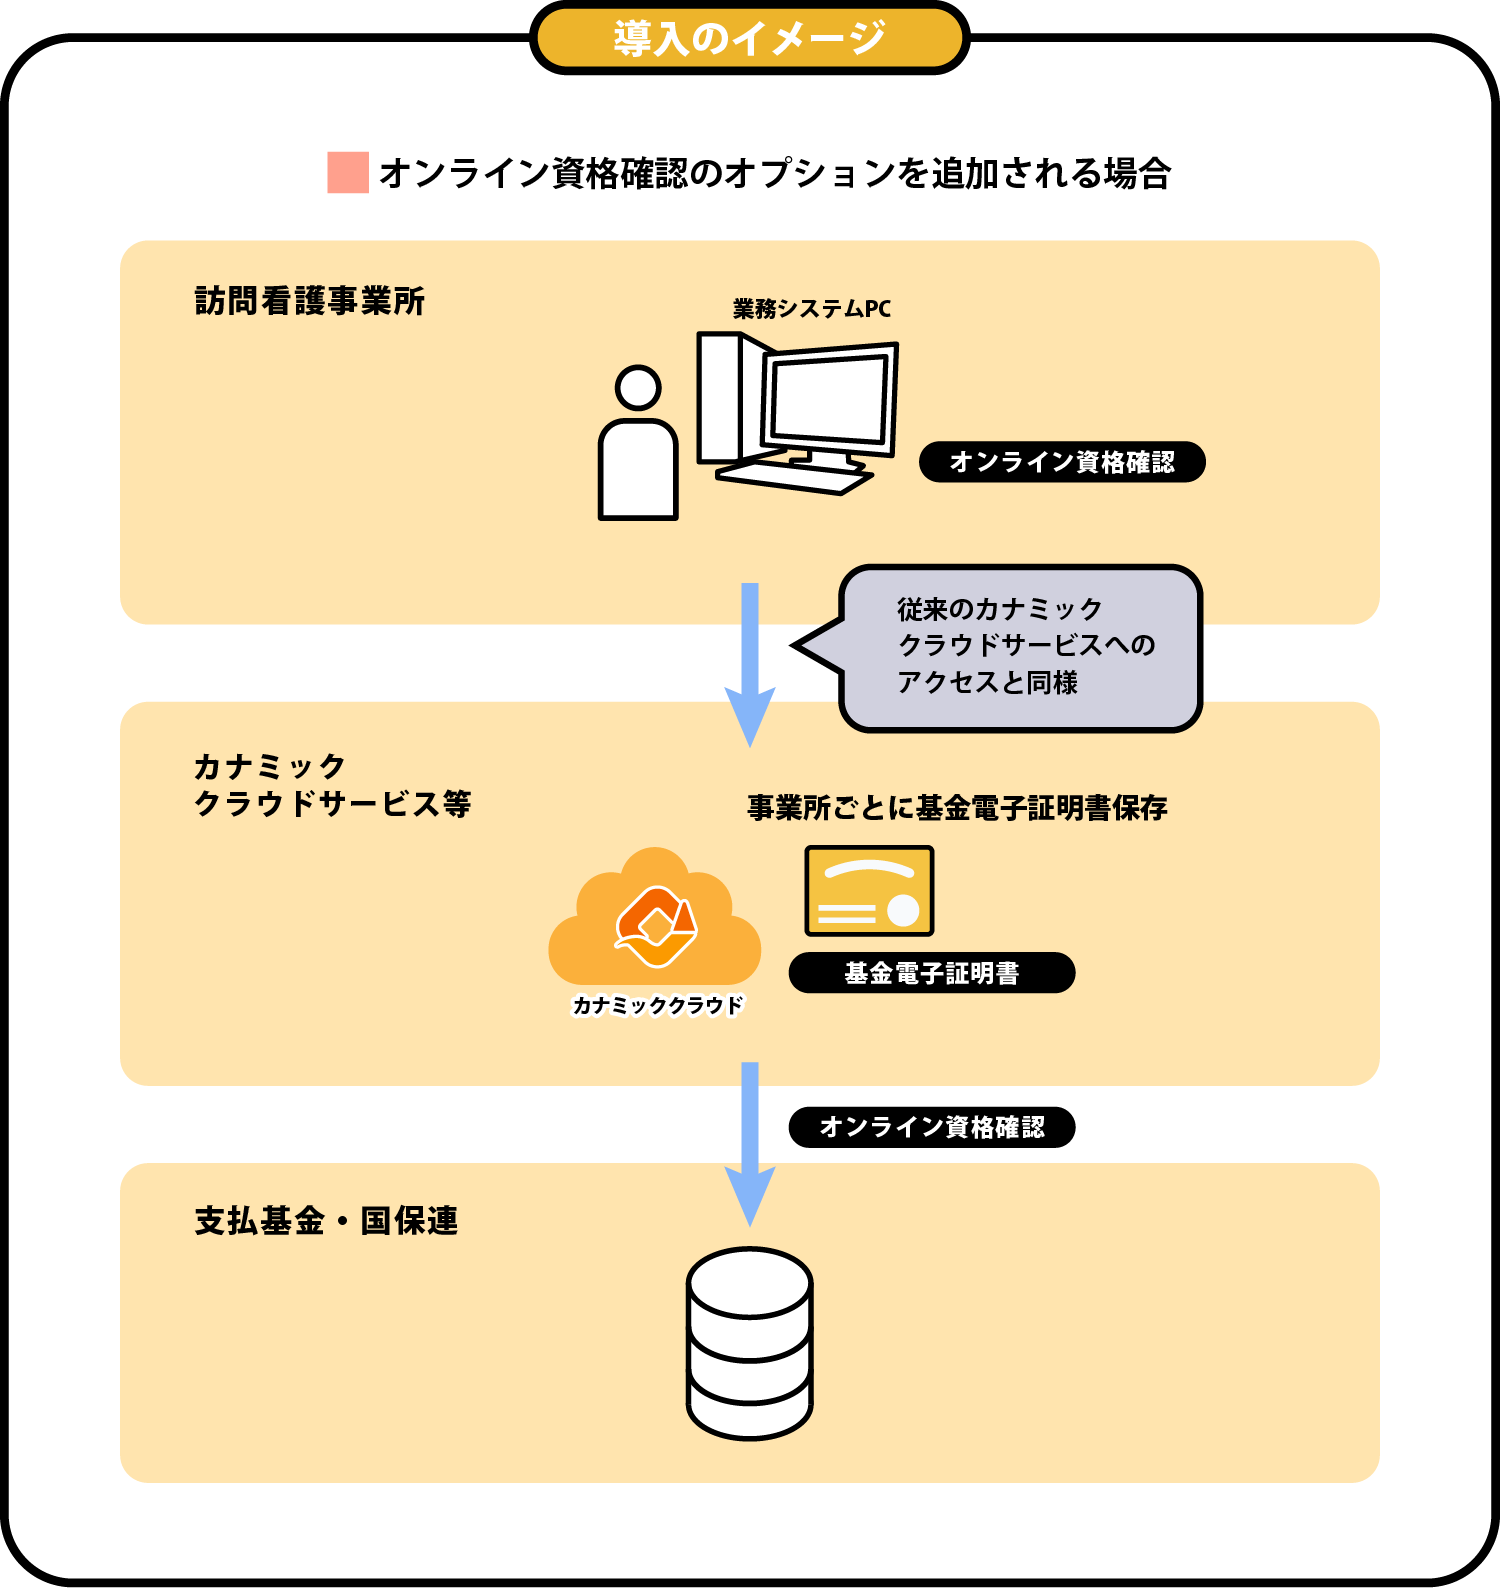 導入のイメージ
オンライン資格確認のオプションを追加される場合
訪問看護事業所
業務システムPC
オンライン資格確認
従来のカナミック
クラウドサービスへの
アクセスと同様
カナミック
クラウドサービス等
事業所ごとに基金電子証明書保存
基金電子証明書
カナミッククラウド
オンライン資格確認
支払基金・国保連